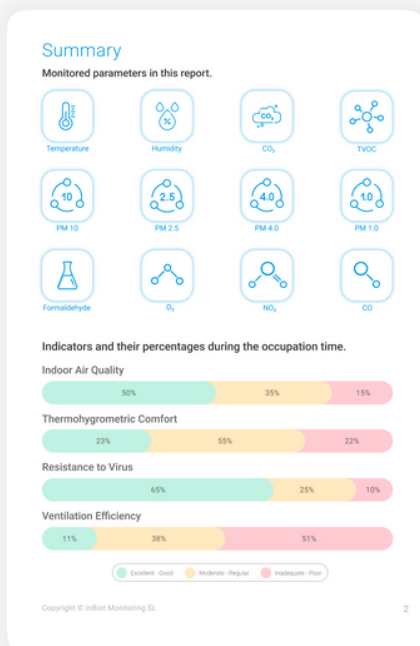 Summary
Monitored parameters in this report.
%
CO₂
Temperature
Humidity
CO₂
TVOC
10
2.5
4.0
1.0
PM 10
PM 2.5
PM 4.0
PM 1.0
Formaldehyde
O₃
NO₂
CO
Indicators and their percentages during the occupation time.
Indoor Air Quality
50% 35% 15%
Thermohygrometric Comfort
23% 55% 22%
Resistance to Virus
65% 25% 10%
Ventilation Efficiency
11% 38% 51%
Excellent - Good Moderate - Regular Inadequate - Poor
Copyright © inBiot Monitoring SL 2